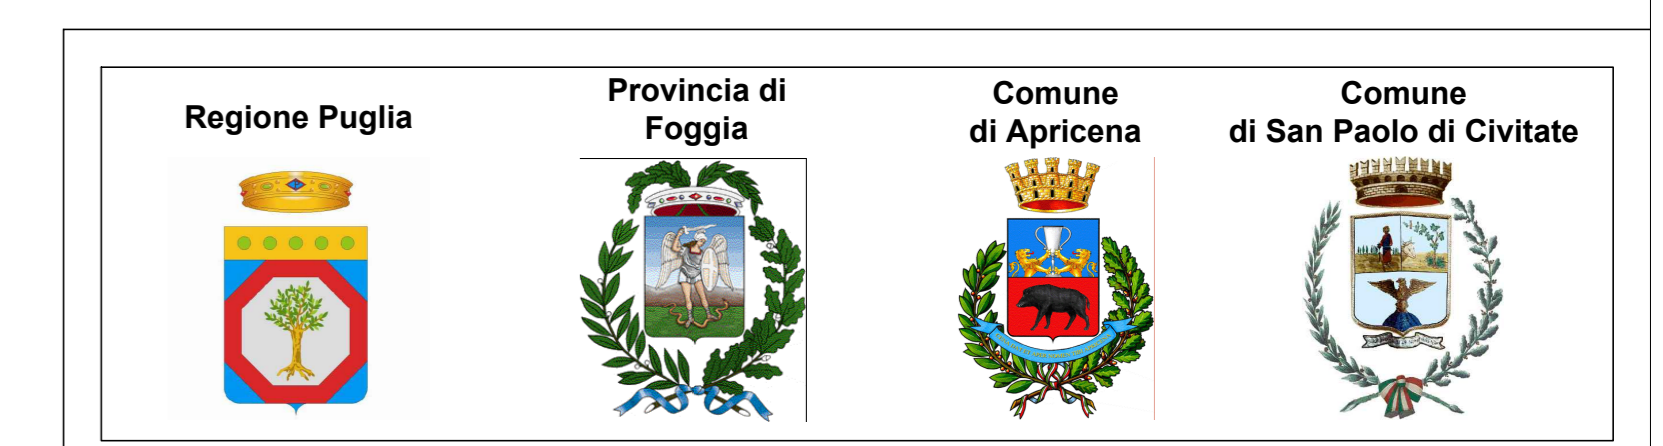 Regione Puglia
Provincia di
Foggia
Comune
di Apricena
Comune
di San Paolo di Civitate